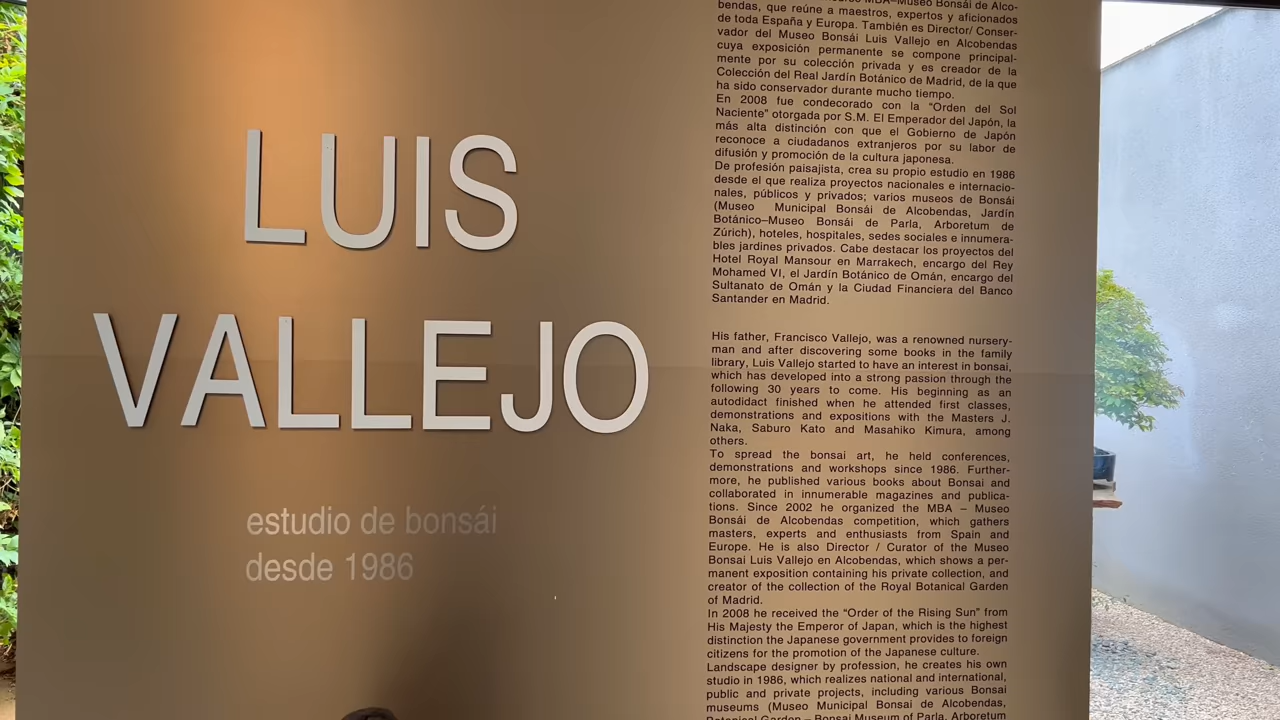 LUIS
VALLEJO
estudio de bonsái
desde 1986
MBA–Museo Bonsái de Alco-
bendas, que reúne a maestros, expertos y aficionados
de toda España y Europa. También es Director/ Conser-
vador del Museo Bonsái Luis Vallejo en Alcobendas
cuya exposición permanente se compone principal-
mente por su colección privada y es creador de la
Colección del Real Jardín Botánico de Madrid, de la que
ha sido conservador durante mucho tiempo.
En 2008 fue condecorado con la "Orden del Sol
Naciente" otorgada por S.M. El Emperador del Japón, la
más alta distinción con que el Gobierno de Japón
reconoce a ciudadanos extranjeros por su labor de
difusión y promoción de la cultura japonesa.
De profesión paisajista, crea su propio estudio en 1986
desde el que realiza proyectos nacionales e internacio-
nales, públicos y privados; varios museos de Bonsái
(Museo Municipal Bonsái de Alcobendas, Jardín
Botánico–Museo Bonsái de Parla, Arboretum de
Zúrich), hoteles, hospitales, sedes sociales e innumera-
bles jardines privados. Cabe destacar los proyectos del
Hotel Royal Mansour en Marrakech, encargo del Rey
Mohamed VI, el Jardín Botánico de Omán, encargo del
Sultanato de Omán y la Ciudad Financiera del Banco
Santander en Madrid.
His father, Francisco Vallejo, was a renowned nursery-
man and after discovering some books in the family
library, Luis Vallejo started to have an interest in bonsai,
which has developed into a strong passion through the
following 30 years to come. His beginning as an
autodidact finished when he attended first classes,
demonstrations and expositions with the Masters J.
Naka, Saburo Kato and Masahiko Kimura, among
others.
To spread the bonsai art, he held conferences,
demonstrations and workshops since 1986. Further-
more, he published various books about Bonsai and
collaborated in innumerable magazines and publica-
tions. Since 2002 he organized the MBA – Museo
Bonsái de Alcobendas competition, which gathers
masters, experts and enthusiasts from Spain and
Europe. He is also Director / Curator of the Museo
Bonsai Luis Vallejo en Alcobendas, which shows a per-
manent exposition containing his private collection, and
creator of the collection of the Royal Botanical Garden
of Madrid.
In 2008 he received the "Order of the Rising Sun" from
His Majesty the Emperor of Japan, which is the highest
distinction the Japanese government provides to foreign
citizens for the promotion of the Japanese culture.
Landscape designer by profession, he creates his own
studio in 1986, which realizes national and international,
public and private projects, including various Bonsai
museums (Museo Municipal Bonsai de Alcobendas,
Botanical Garden – Bonsai Museum of Parla, Arboretum